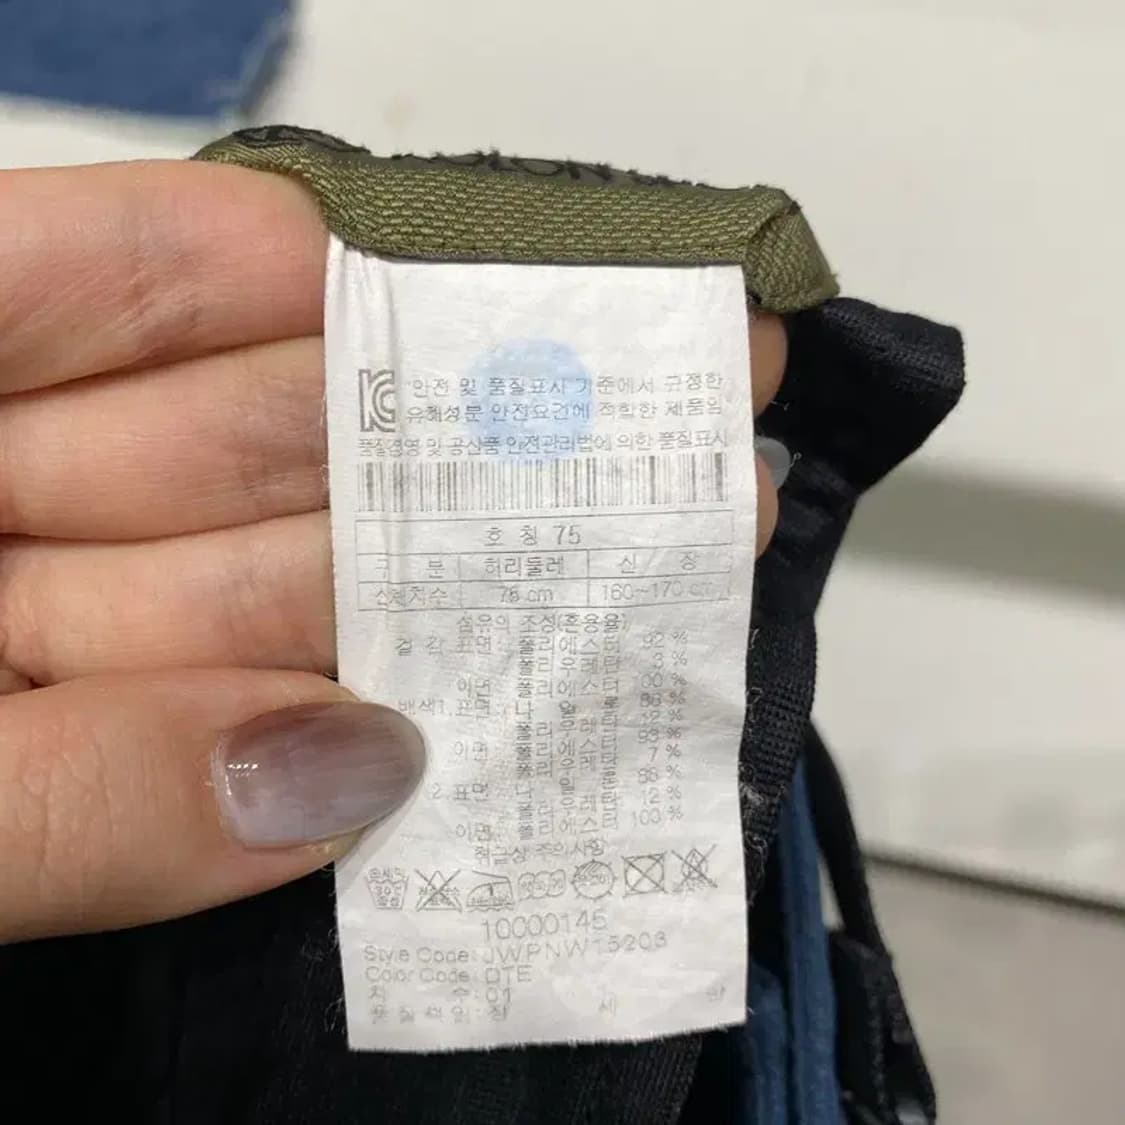 안전 및 품질표시 기준에서 규정한
유해성분 안전요건에 적합한 제품임
품질경영 및 공산품 안전관리법에 의한 품질표시
호 칭 75
구 분 허리둘레 신 장
신체치수 76 cm 160~170 cm
섬유의 조성(혼용율)
겉 감 표면: 폴리에스터 92 %
폴리우레탄 %
이면: 폴리에스터 %
배색1. 표면: 나 일 론 %
폴리우레탄 12 %
이면: 폴리에스터 93 %
폴리우레탄 7 %
2. 표면: 나 일 론 88 %
폴리우레탄 12 %
이면: 폴리에스터 100 %
취급상 주의사항
10000145
Style Code: JWPNW15203
Color Code: DTE
치 수: 01
품 질 책 임: